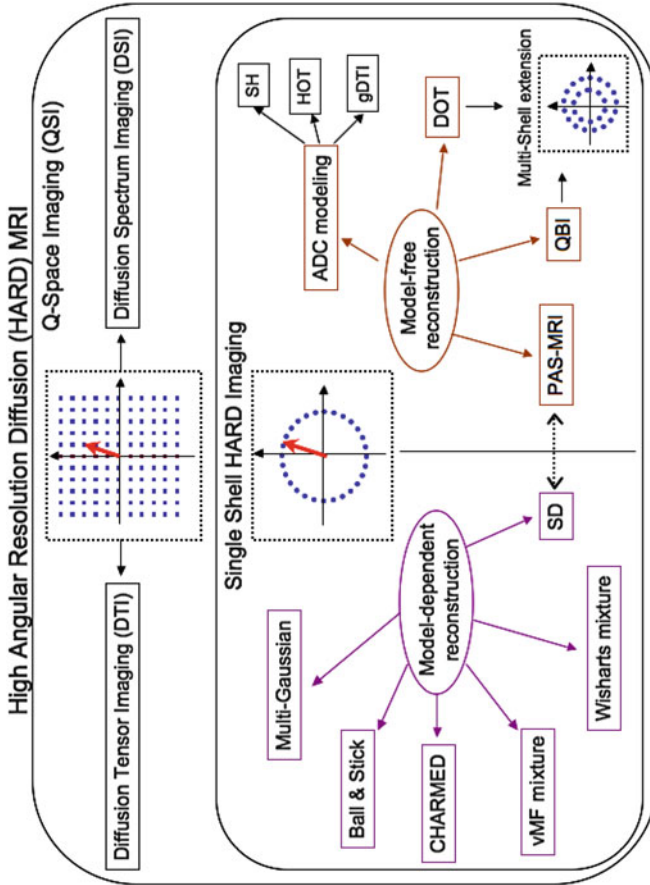 High Angular Resolution Diffusion (HARD) MRI
Q-Space Imaging (QSI)
Diffusion Tensor Imaging (DTI)
Diffusion Spectrum Imaging (DSI)
Single Shell HARD Imaging
Multi-Gaussian
Ball & Stick
CHARMED
vMF mixture
Wisharts mixture
SD
Model-dependent
reconstruction
Model-free
reconstruction
ADC modeling
SH
HOT
gDTI
DOT
PAS-MRI
QBI
Multi-Shell extension